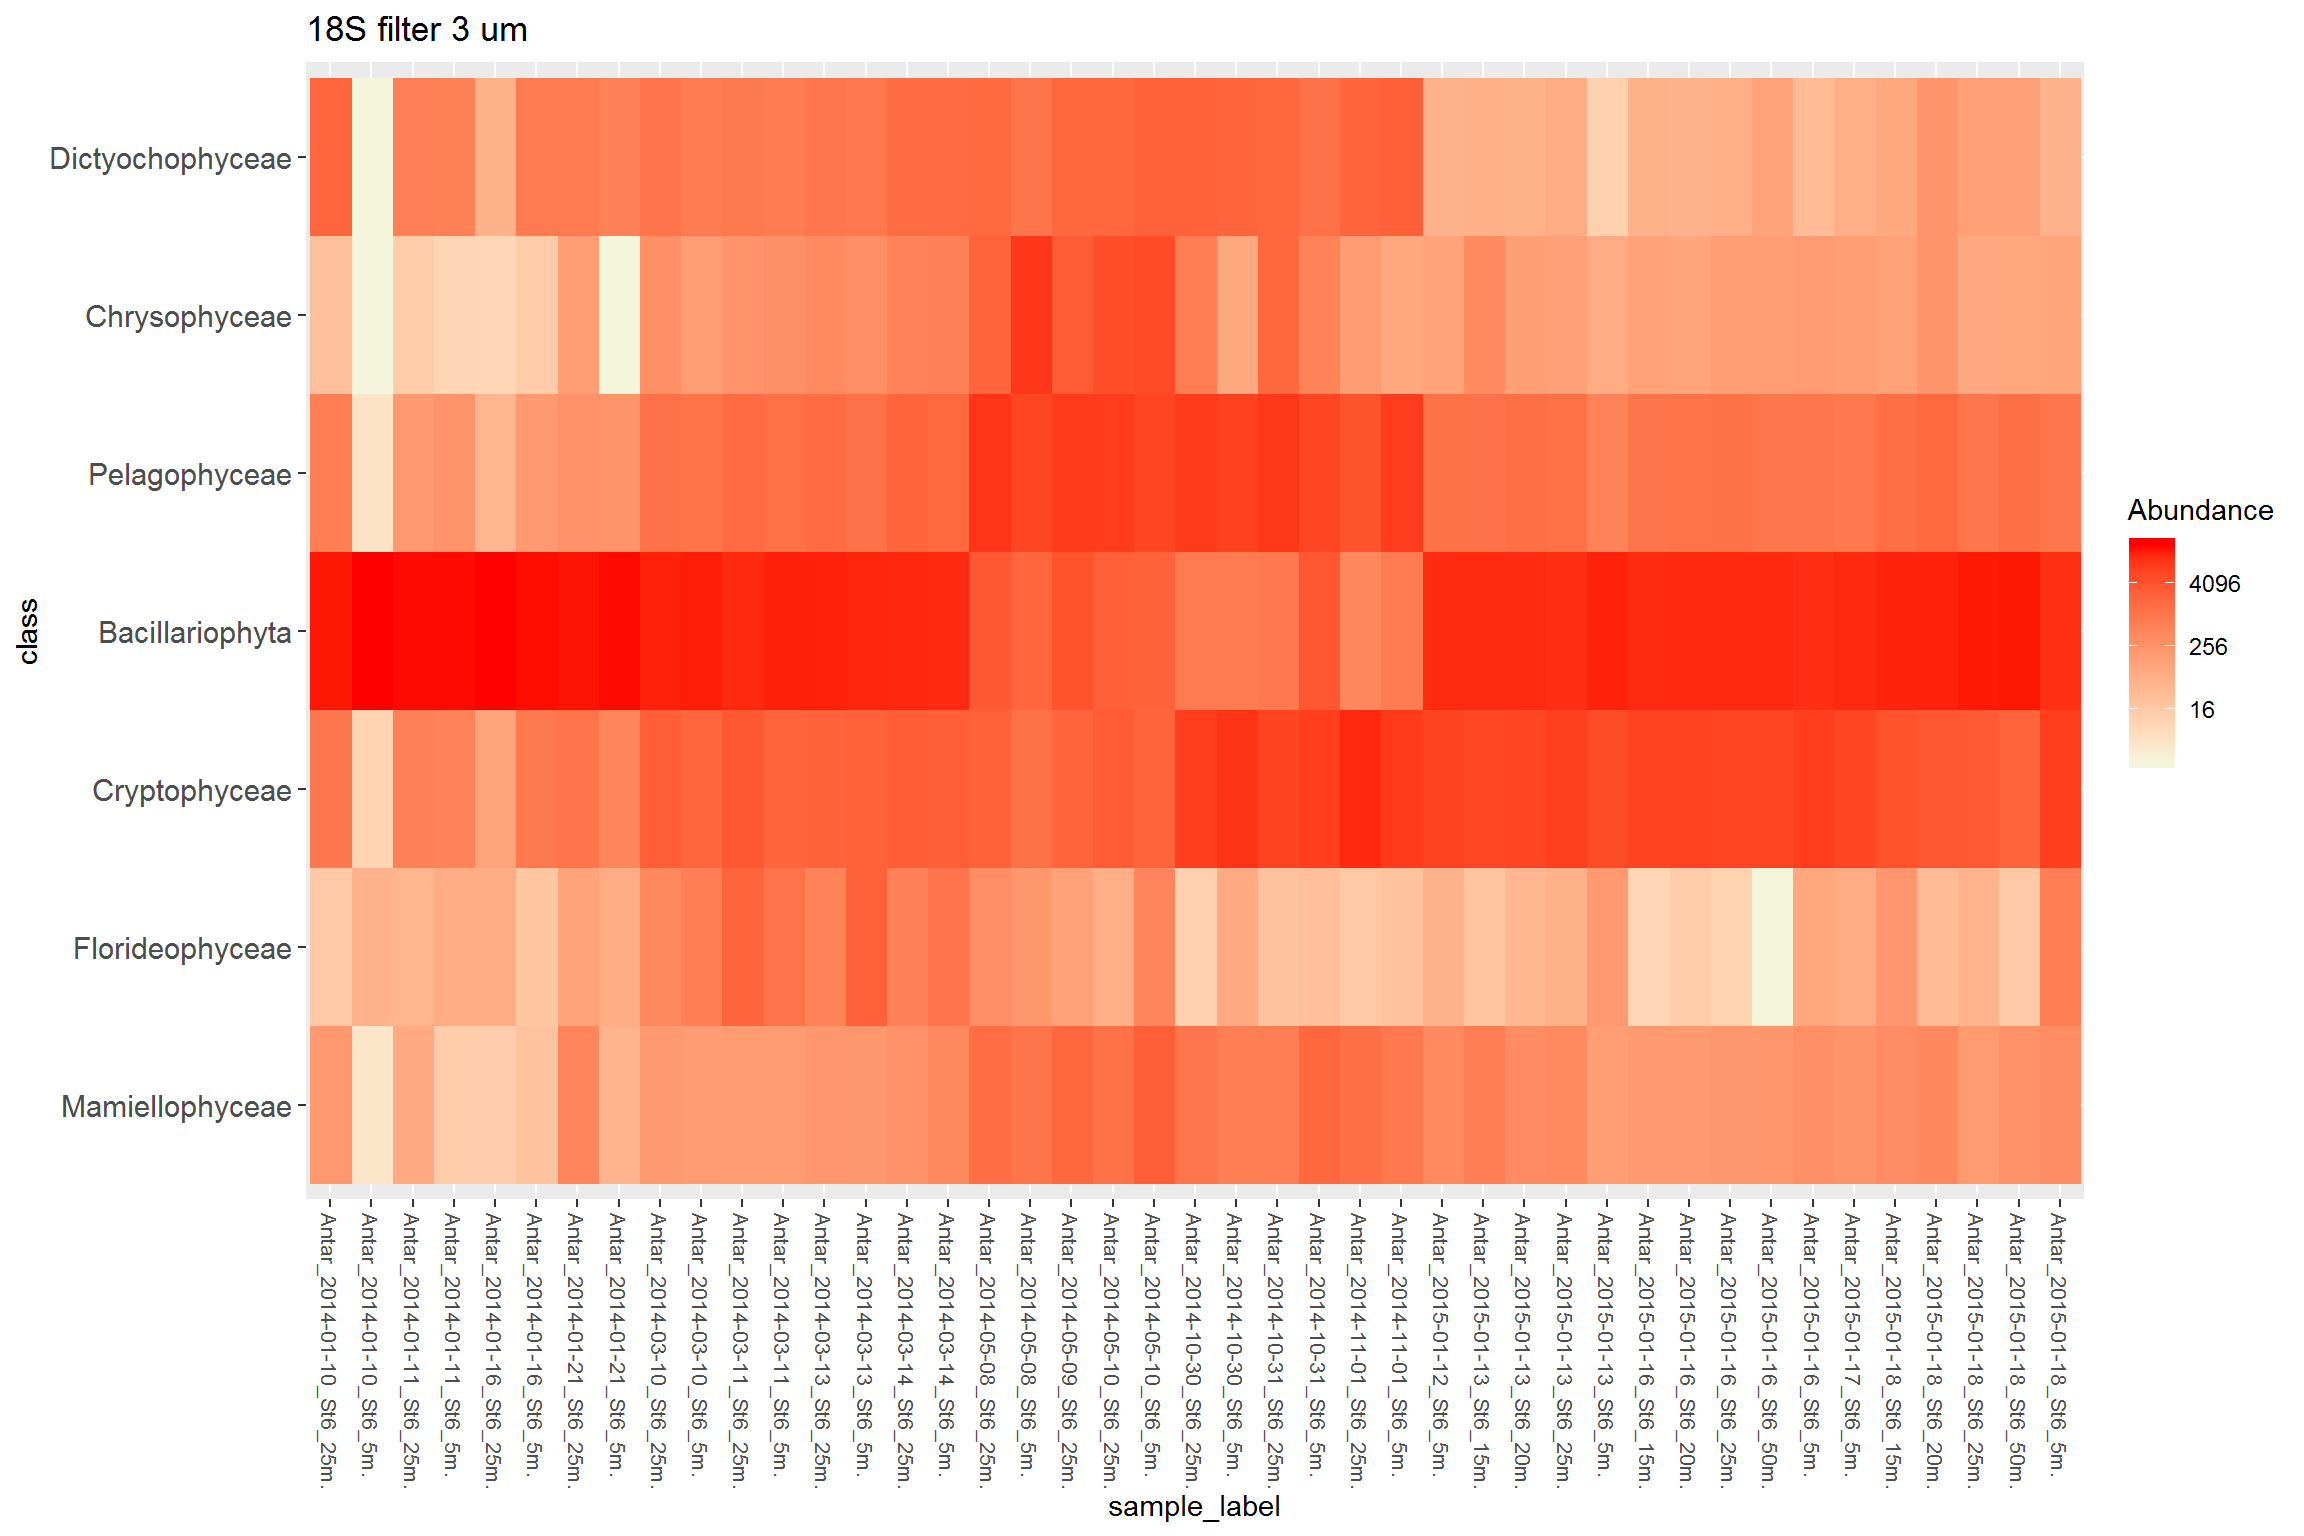 18S filter 3 um
class
Dictyochophyceae
Chrysophyceae
Pelagophyceae
Bacillariophyta
Cryptophyceae
Florideophyceae
Mamiellophyceae
Abundance
4096
256
16
Antar_2014-01-10_St6_25m.
Antar_2014-01-10_St6_5m.
Antar_2014-01-11_St6_25m.
Antar_2014-01-11_St6_5m.
Antar_2014-01-16_St6_25m.
Antar_2014-01-16_St6_5m.
Antar_2014-01-21_St6_25m.
Antar_2014-01-21_St6_5m.
Antar_2014-03-10_St6_25m.
Antar_2014-03-10_St6_5m.
Antar_2014-03-11_St6_25m.
Antar_2014-03-11_St6_5m.
Antar_2014-03-13_St6_25m.
Antar_2014-03-13_St6_5m.
Antar_2014-03-14_St6_25m.
Antar_2014-03-14_St6_5m.
Antar_2014-05-08_St6_25m.
Antar_2014-05-08_St6_5m.
Antar_2014-05-09_St6_25m.
Antar_2014-05-10_St6_25m.
Antar_2014-05-10_St6_5m.
Antar_2014-10-30_St6_25m.
Antar_2014-10-30_St6_5m.
Antar_2014-10-31_St6_25m.
Antar_2014-10-31_St6_5m.
Antar_2014-11-01_St6_25m.
Antar_2014-11-01_St6_5m.
Antar_2015-01-12_St6_5m.
Antar_2015-01-13_St6_15m.
Antar_2015-01-13_St6_20m.
Antar_2015-01-13_St6_25m.
Antar_2015-01-13_St6_5m.
Antar_2015-01-16_St6_15m.
Antar_2015-01-16_St6_20m.
Antar_2015-01-16_St6_25m.
Antar_2015-01-16_St6_50m.
Antar_2015-01-16_St6_5m.
Antar_2015-01-17_St6_5m.
Antar_2015-01-18_St6_15m.
Antar_2015-01-18_St6_20m.
Antar_2015-01-18_St6_25m.
Antar_2015-01-18_St6_50m.
Antar_2015-01-18_St6_5m.
sample_label